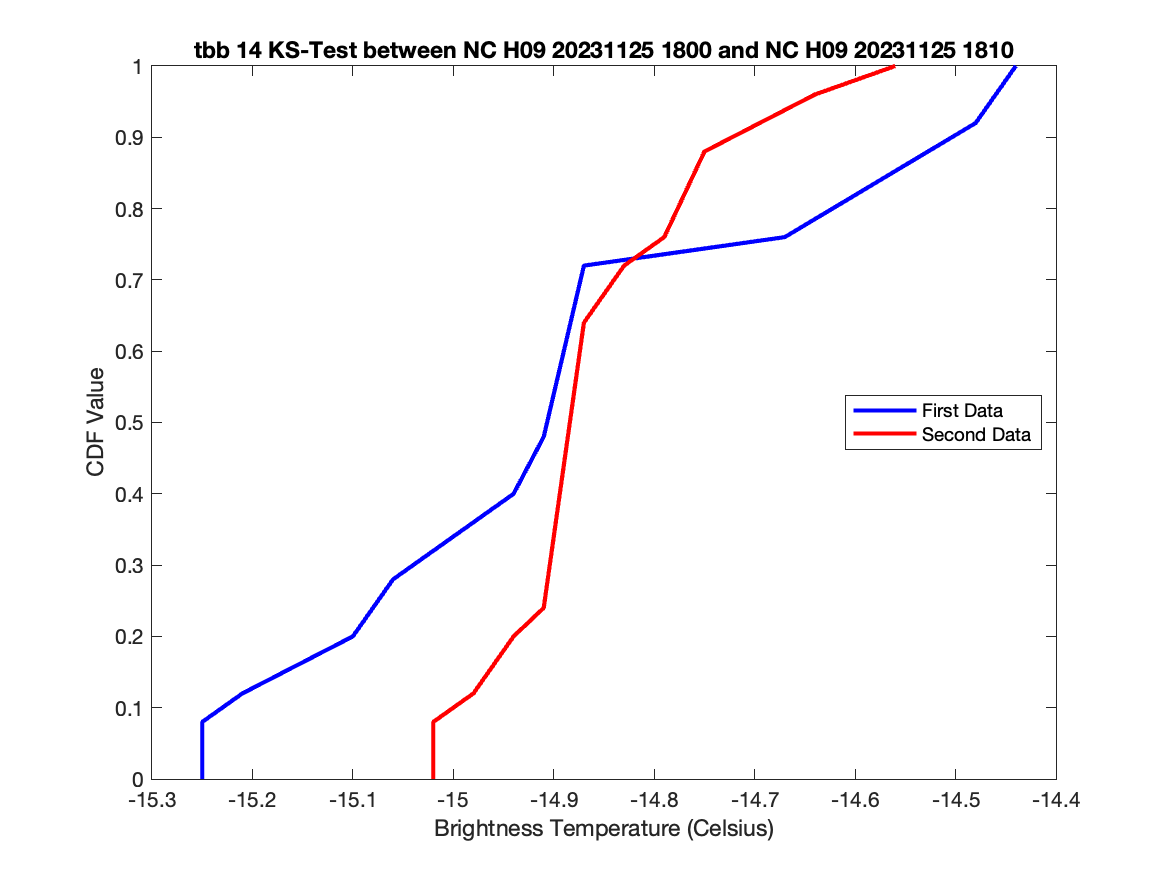 tbb 14 KS-Test between NC H09 20231125 1800 and NC H09 20231125 1810
1
0.9
0.8
0.7
0.6
0.5
0.4
0.3
0.2
0.1
0
CDF Value
First Data
Second Data
-15.3 -15.2 -15.1 -15 -14.9 -14.8 -14.7 -14.6 -14.5 -14.4
Brightness Temperature (Celsius)